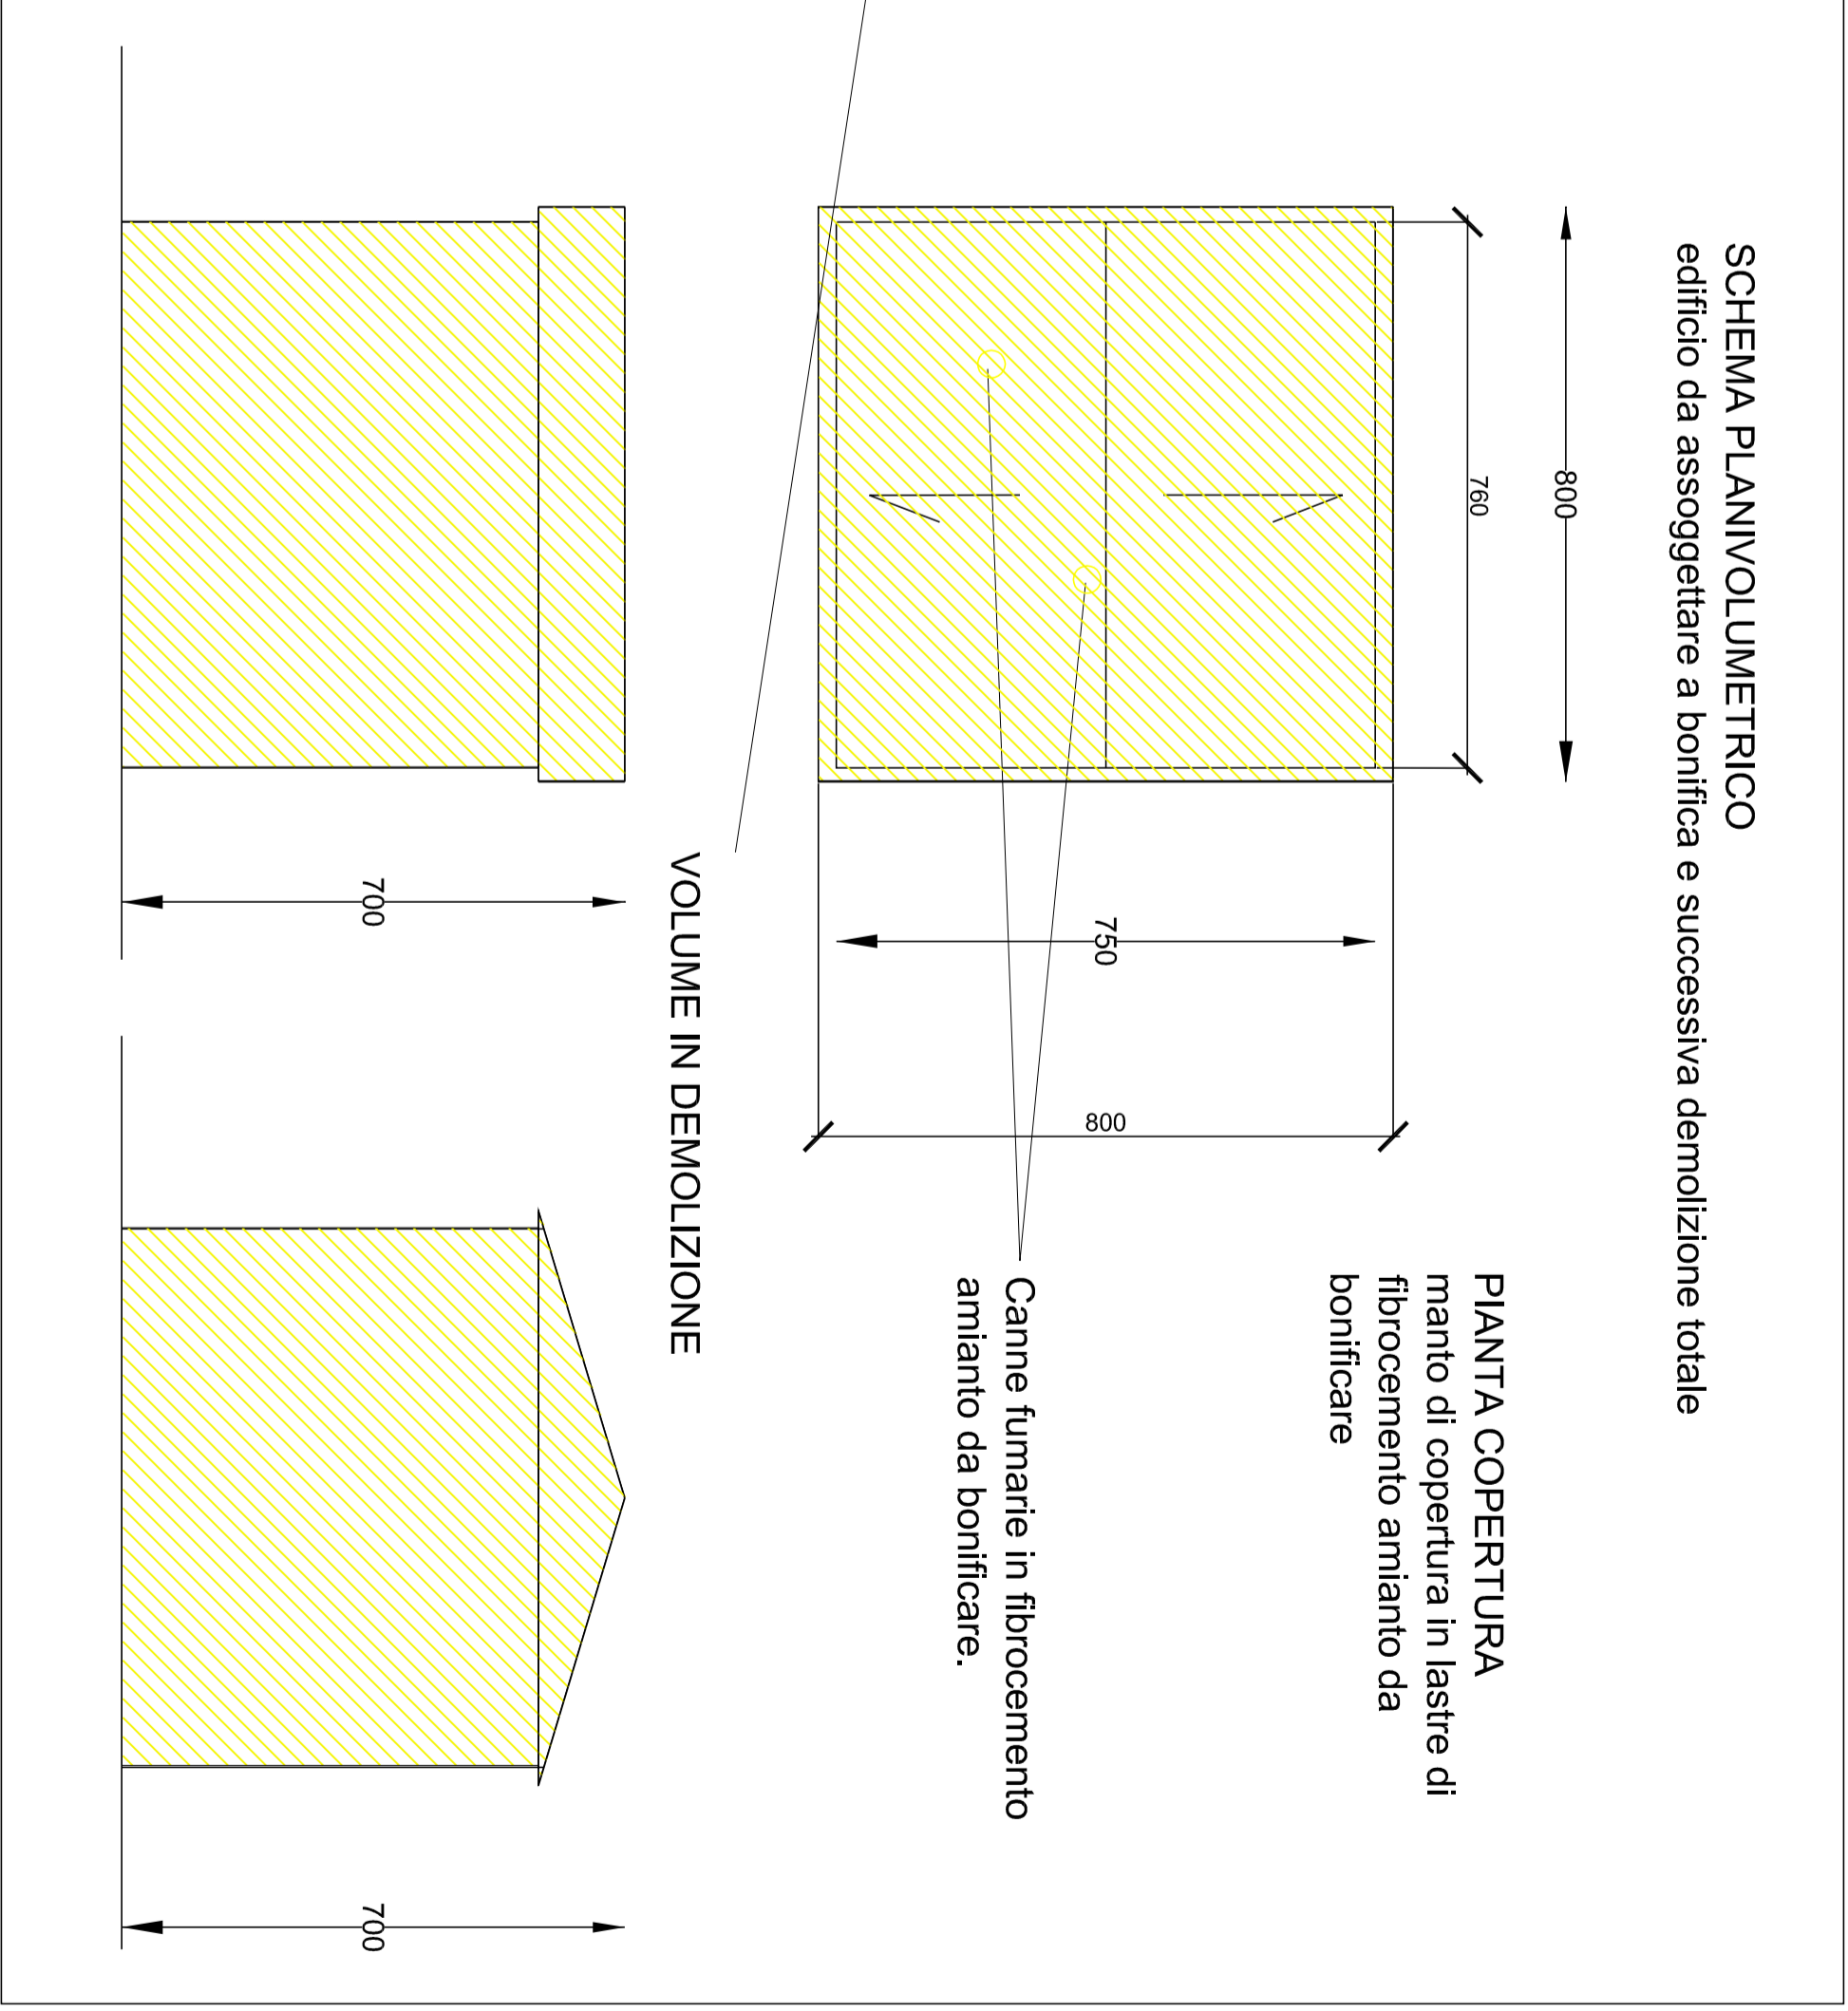 SCHEMA PLANIVOLUMETRICO
edificio da assoggettare a bonifica e successiva demolizione totale
800
760
PIANTA COPERTURA
manto di copertura in lastre di
fibrocemento amianto da
bonificare
750
800
Canne fumarie in fibrocemento
amianto da bonificare.
VOLUME IN DEMOLIZIONE
700
700